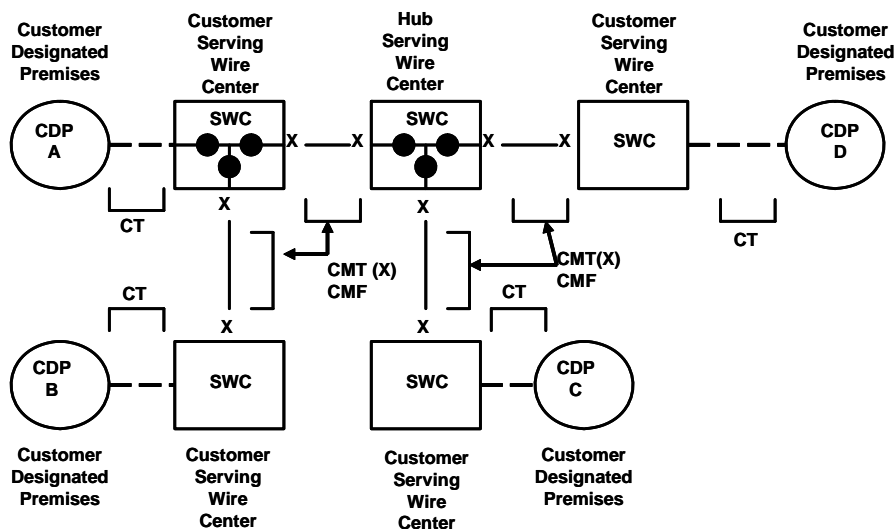 Customer
Designated
Premises
Customer
Serving
Wire
Center
Hub
Serving
Wire
Center
Customer
Serving
Wire
Center
Customer
Designated
Premises
CDP
A
SWC
X
X
SWC
X
X
SWC
CDP
D
CT
X
X
CT
CMT (X)
CMF
CMT(X)
CMF
CT
CT
X
X
CDP
B
SWC
SWC
CDP
C
Customer
Designated
Premises
Customer
Serving
Wire
Center
Customer
Serving
Wire
Center
Customer
Designated
Premises